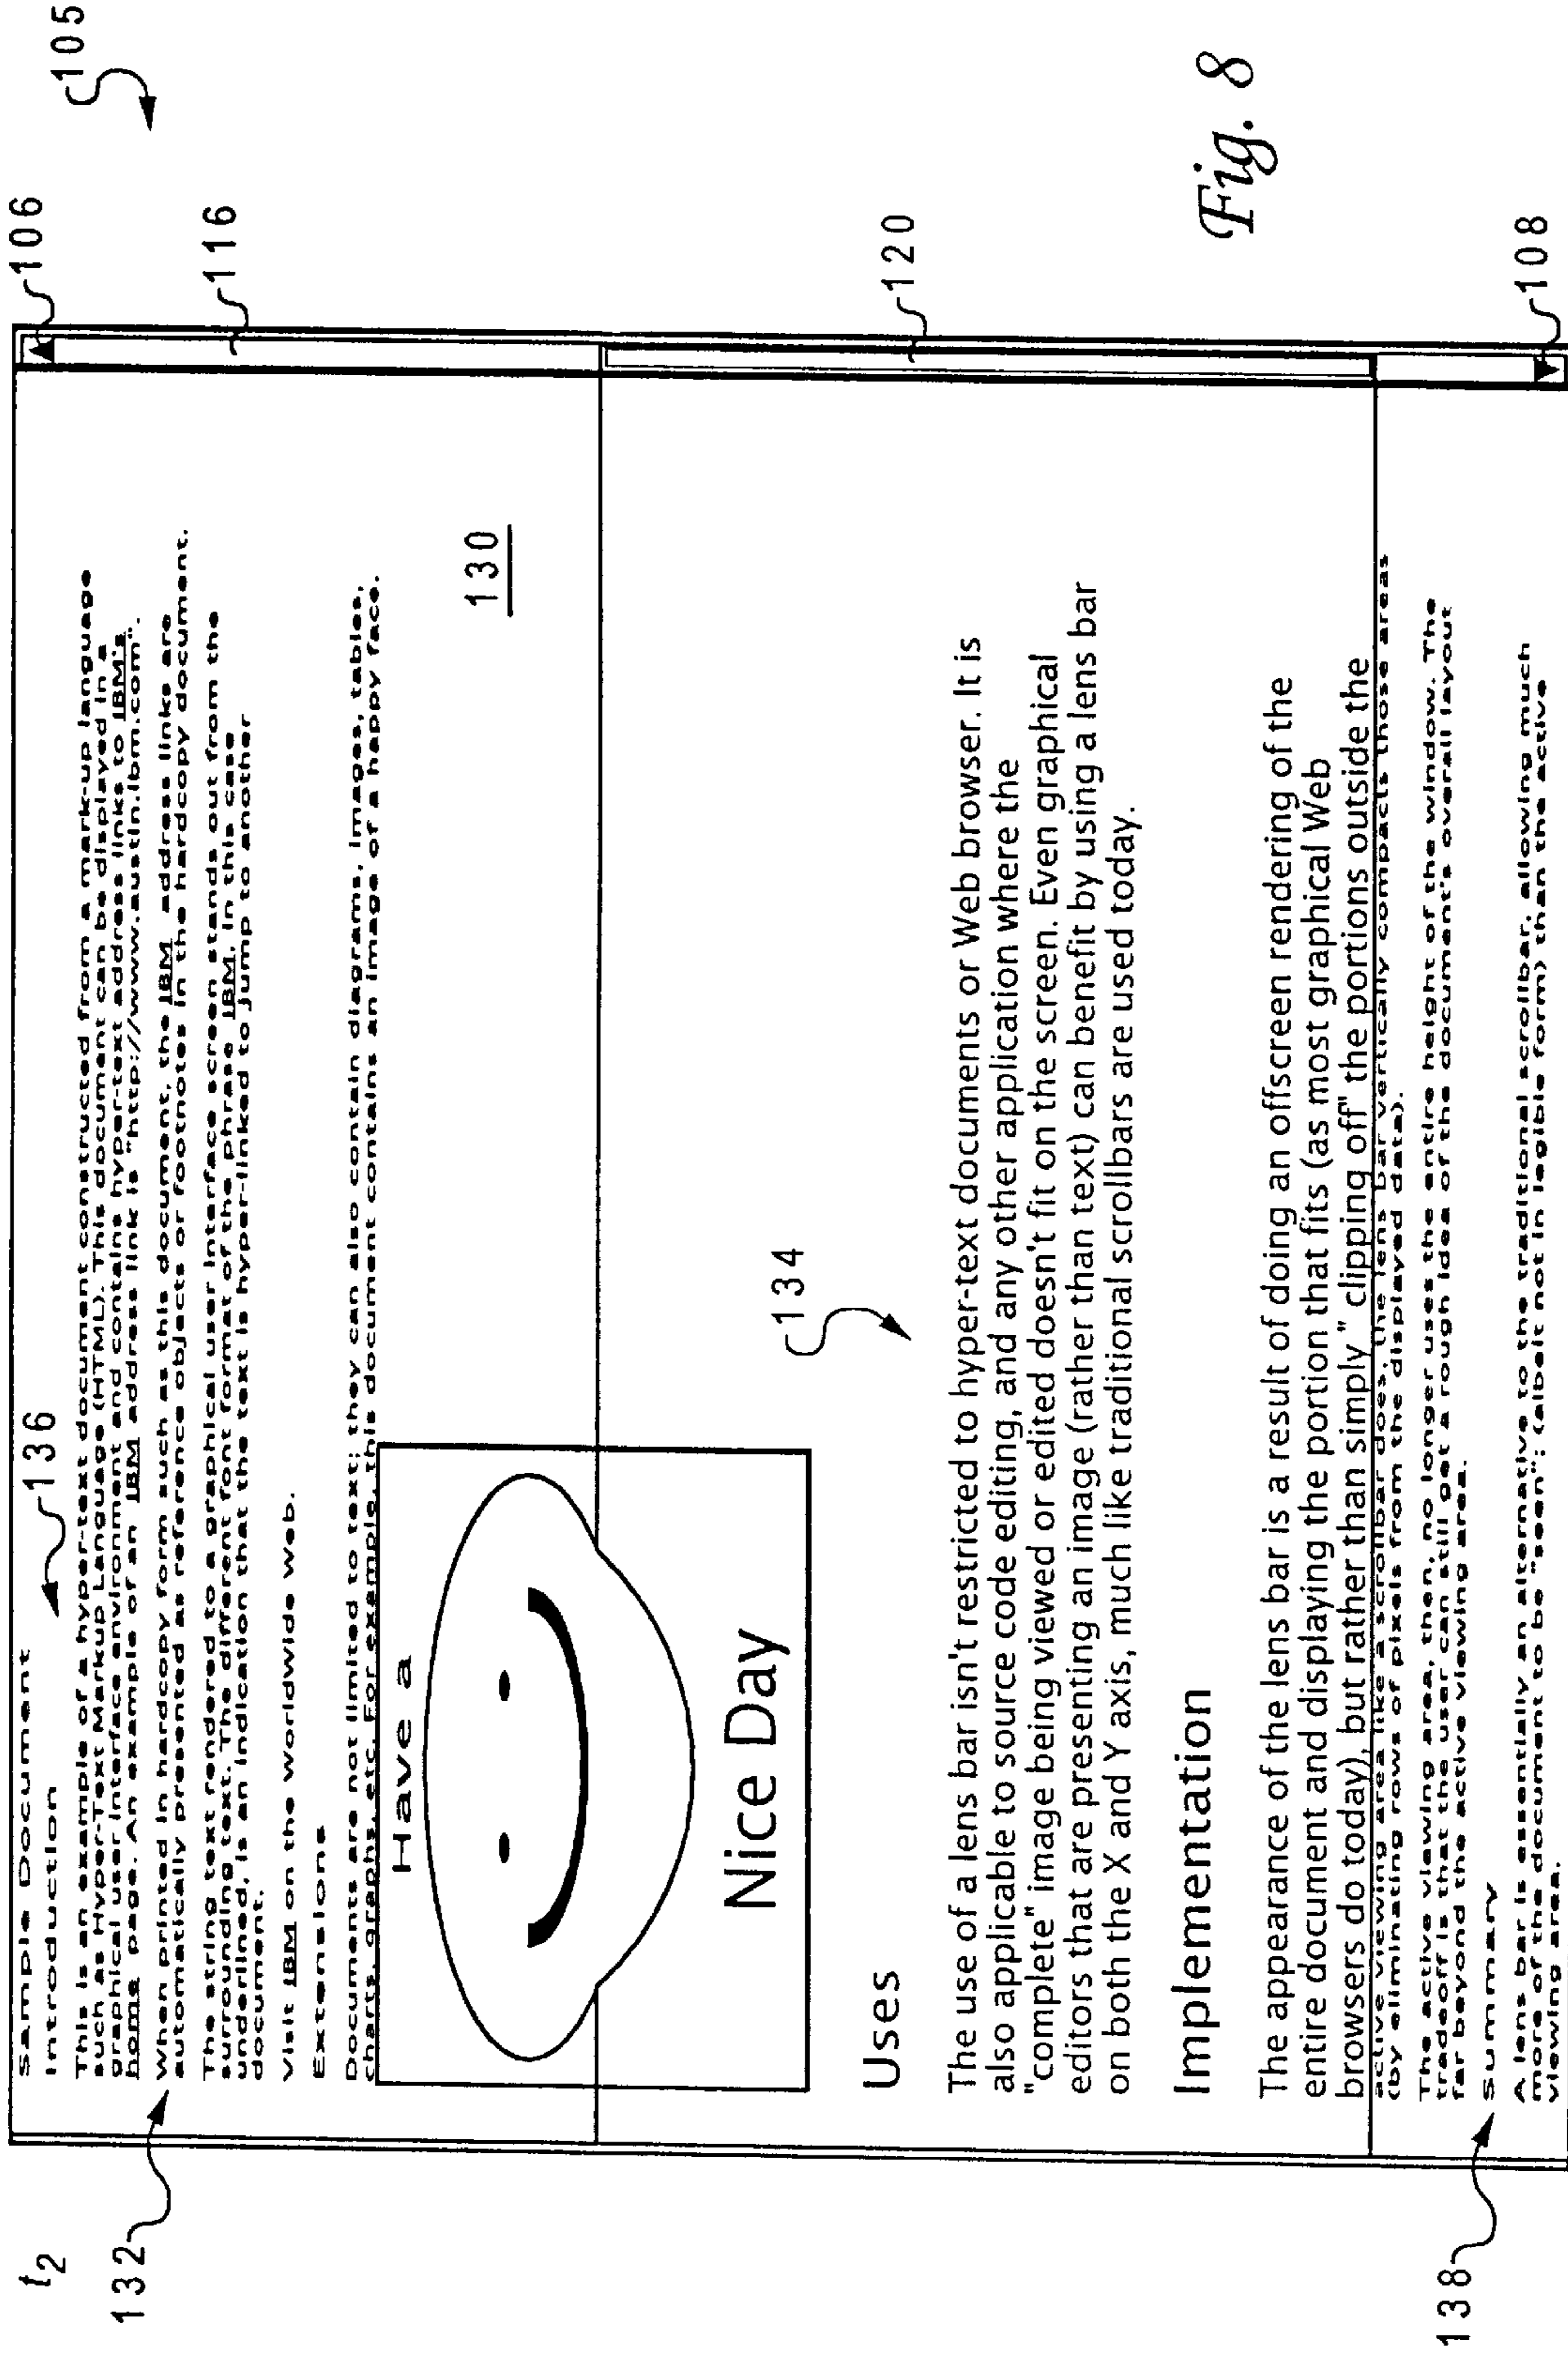 t2
105
106
116
136
132
Sample Document
Introduction
This is an example of a hyper-text document constructed from a mark-up language
such as Hyper-Text Markup Language (HTML). This document can be displayed in a
graphical user interface environment and contains hyper-text address links to IBM's
home page. An example of an IBM address link is "http://www.austin.ibm.com".
When printed in hardcopy form such as this document, the IBM address links are
automatically presented as reference objects or footnotes in the hardcopy document.
The string text rendered to a graphical user interface screen stands out from the
surrounding text. The different font format of the phrase IBM, in this case
underlined, is an indication that the text is hyper-linked to jump to another
document.
Visit IBM on the Worldwide Web.
Extensions
Documents are not limited to text; they can also contain diagrams, images, tables,
charts, graphs, etc. For example, this document contains an image of a happy face.
130
Have a
Nice Day
134
120
Uses
The use of a lens bar isn't restricted to hyper-text documents or Web browser. It is
also applicable to source code editing, and any other application where the
"complete" image being viewed or edited doesn't fit on the screen. Even graphical
editors that are presenting an image (rather than text) can benefit by using a lens bar
on both the X and Y axis, much like traditional scrollbars are used today.
Implementation
The appearance of the lens bar is a result of doing an offscreen rendering of the
entire document and displaying the portion that fits (as most graphical Web
browsers do today), but rather than simply" clipping off" the portions outside the
active viewing area like a scrollbar does, the lens bar vertically compacts those areas
(by eliminating rows of pixels from the displayed data).
The active viewing area, then, no longer uses the entire height of the window. The
tradeoff is that the user can still get a rough idea of the document's overall layout
far beyond the active viewing area.
Summary
A lens bar is essentially an alternative to the traditional scrollbar, allowing much
more of the document to be "seen"; (albeit not in legible form) than the active
viewing area.
138
108
Fig. 8